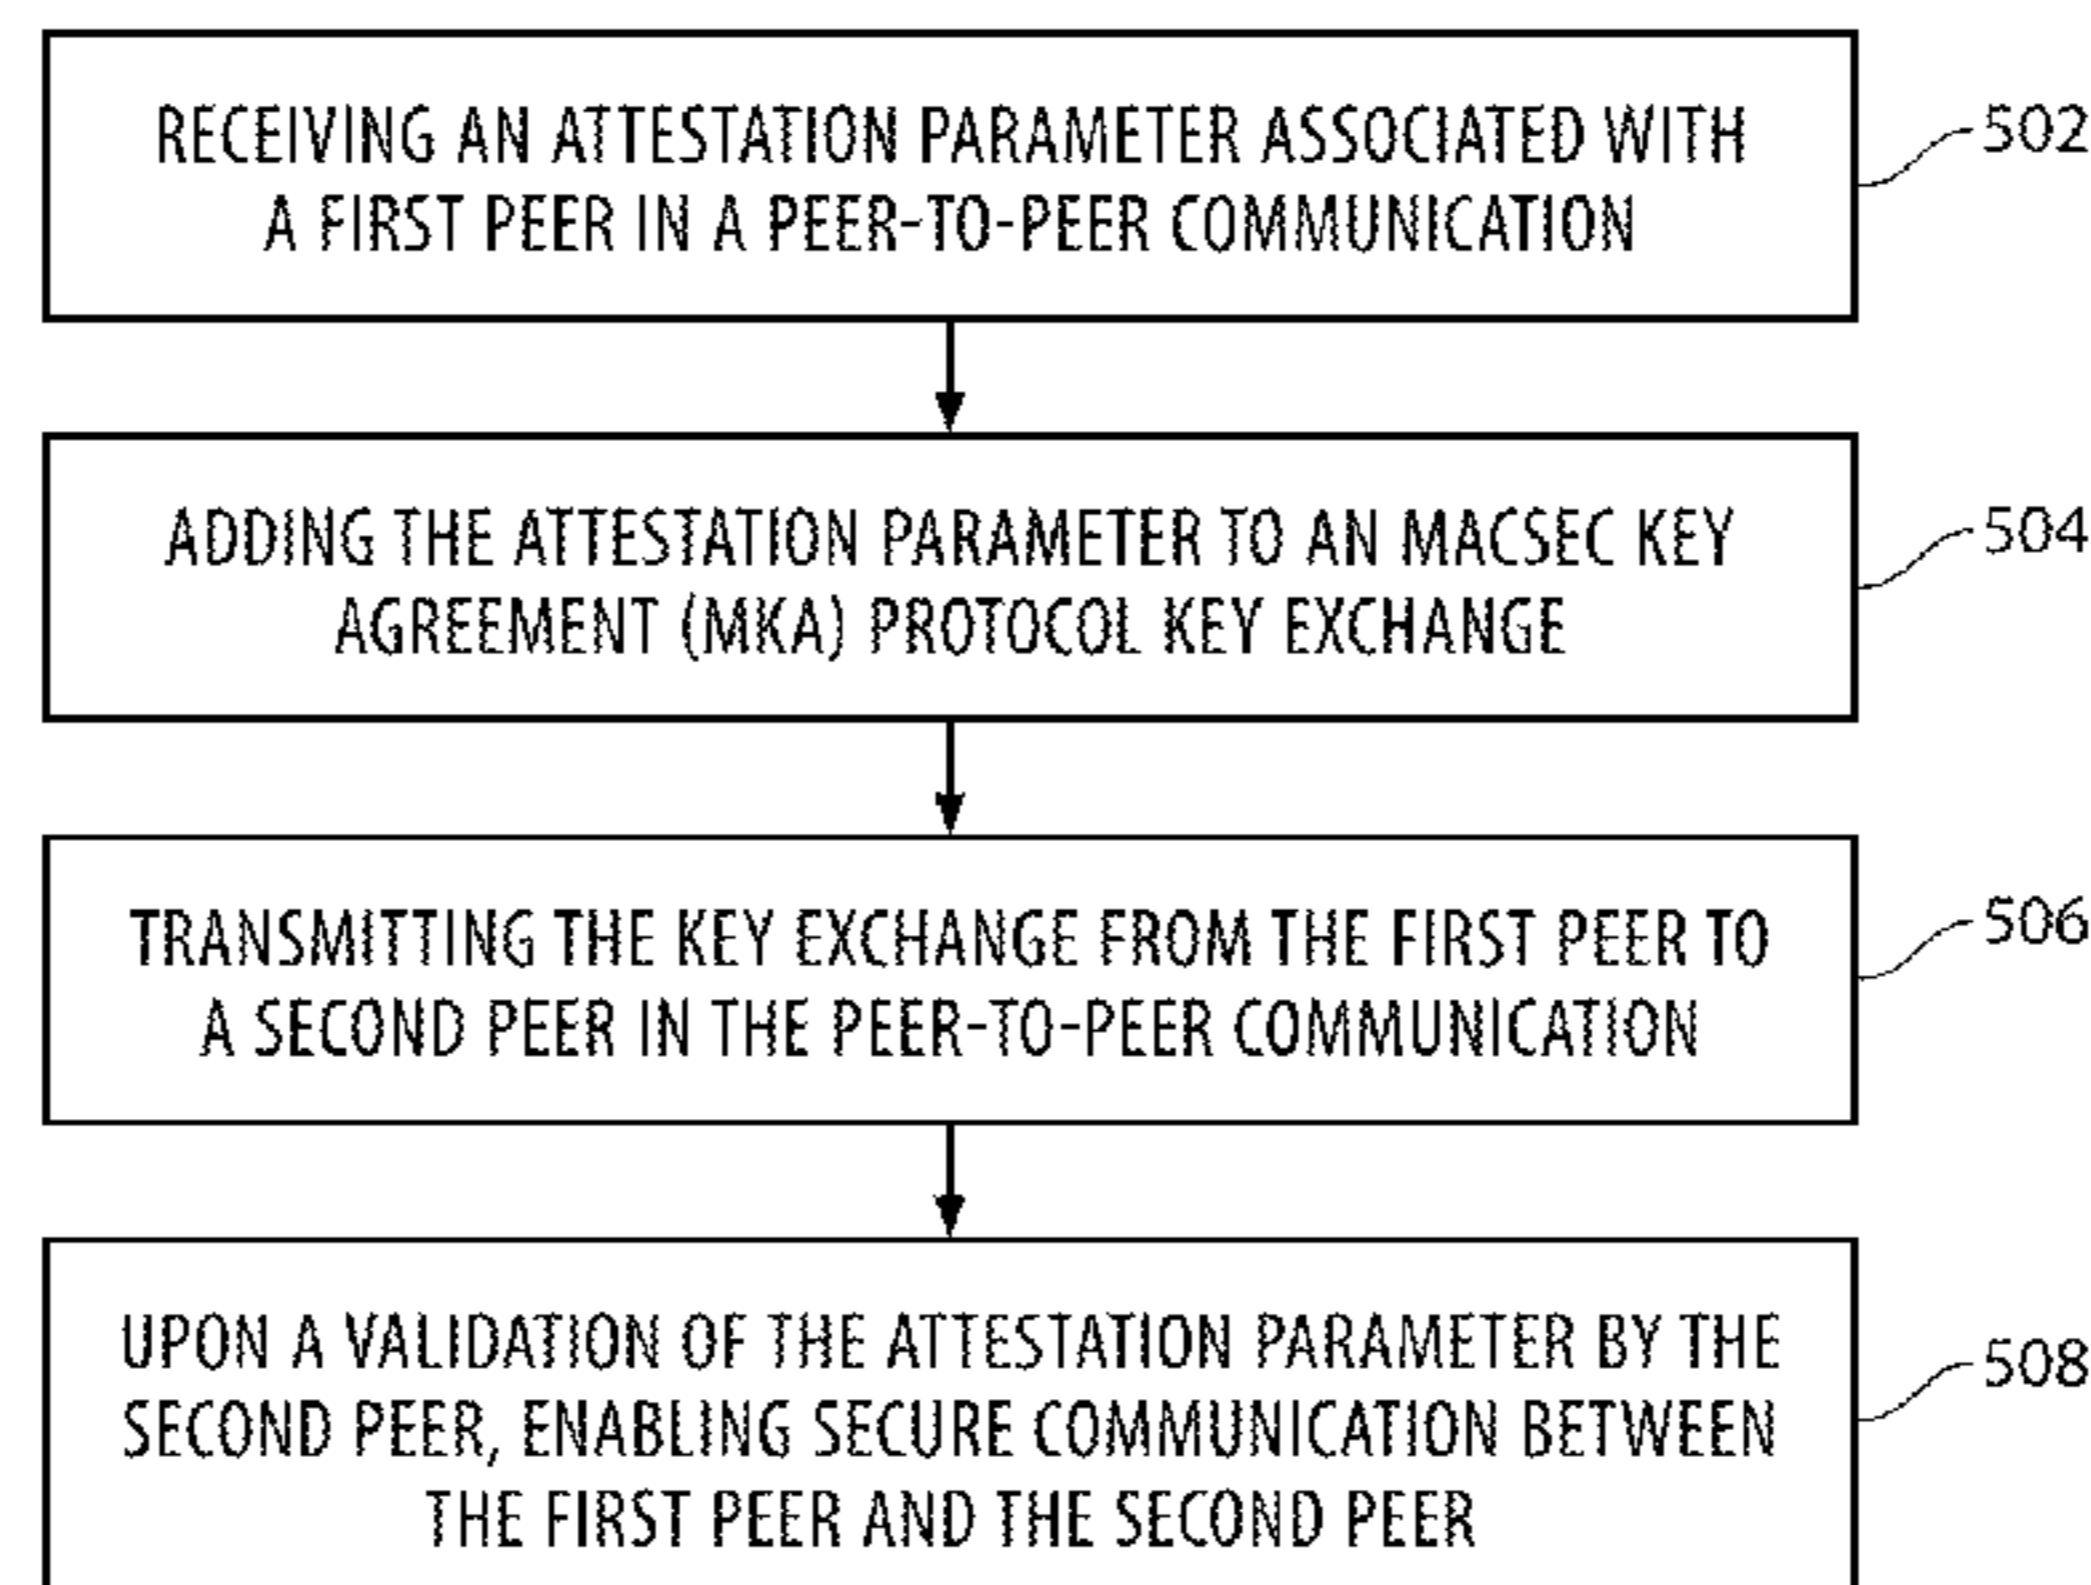 RECEIVING AN ATTESTATION PARAMETER ASSOCIATED WITH
A FIRST PEER IN A PEER-TO-PEER COMMUNICATION
502
ADDING THE ATTESTATION PARAMETER TO AN MACSEC KEY
AGREEMENT (MKA) PROTOCOL KEY EXCHANGE
504
TRANSMITTING THE KEY EXCHANGE FROM THE FIRST PEER TO
A SECOND PEER IN THE PEER-TO-PEER COMMUNICATION
506
UPON A VALIDATION OF THE ATTESTATION PARAMETER BY THE
SECOND PEER, ENABLING SECURE COMMUNICATION BETWEEN
THE FIRST PEER AND THE SECOND PEER
508